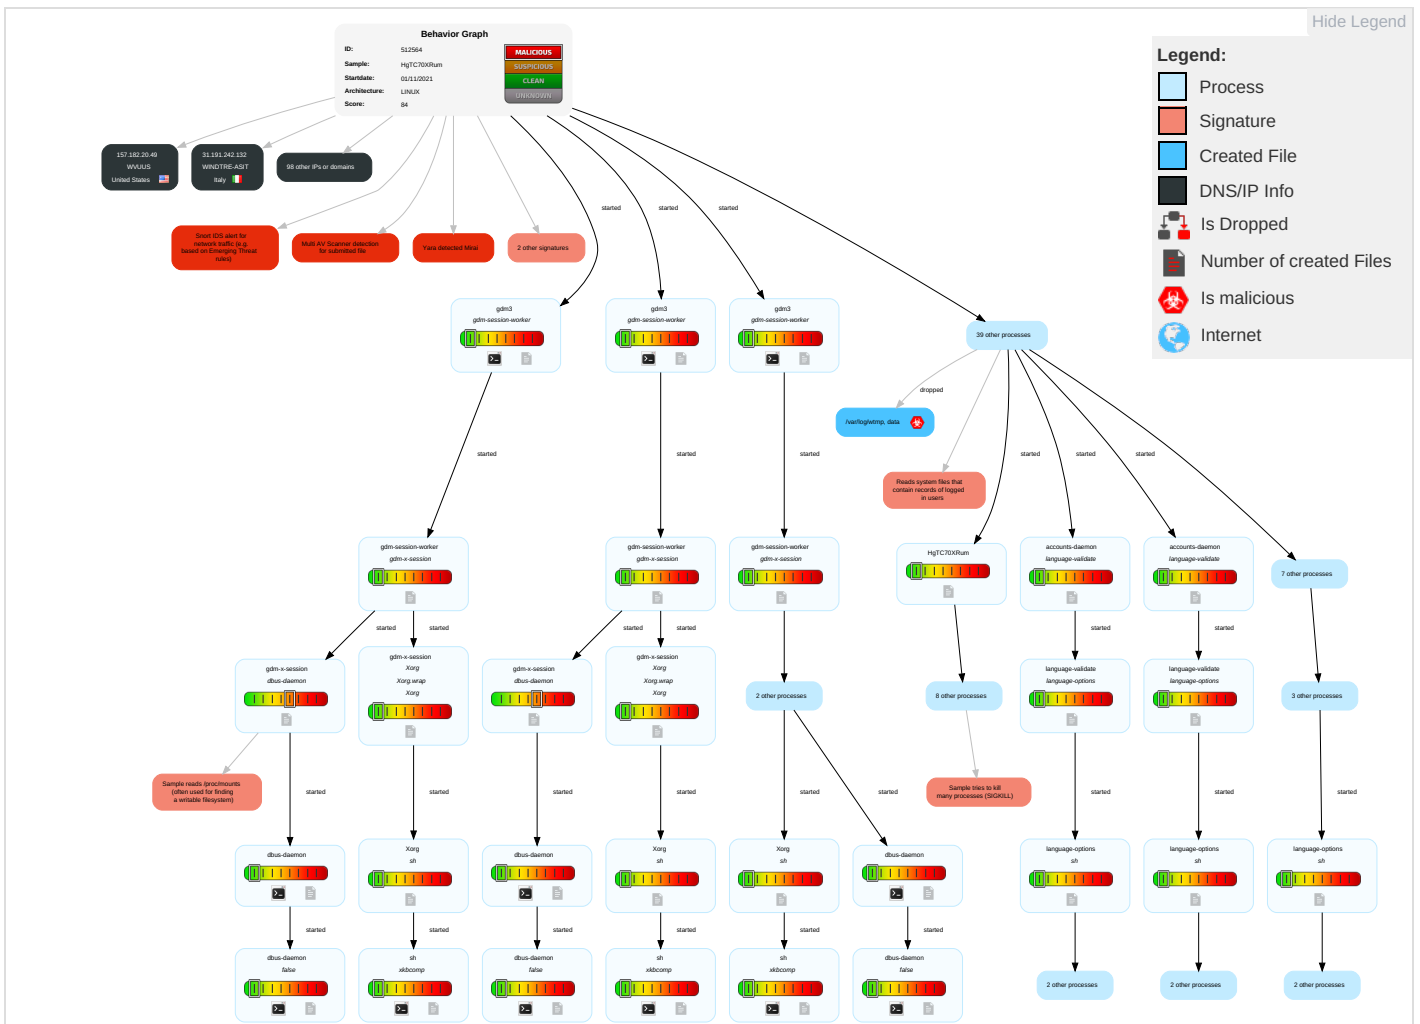 Hide Legend
Behavior Graph
ID: 512564
Sample: HgTC70XRum
Startdate: 01/11/2021
Architecture: LINUX
Score: 84
MALICIOUS
SUSPICIOUS
CLEAN
UNKNOWN
Legend:
Process
Signature
Created File
DNS/IP Info
Is Dropped
Number of created Files
Is malicious
Internet
157.182.20.49
WVUUS
United States
31.191.242.132
WINDTRE-ASIT
Italy
98 other IPs or domains
Snort IDS alert for
network traffic (e.g.
based on Emerging Threat
rules)
Multi AV Scanner detection
for submitted file
Yara detected Mirai
2 other signatures
started
started
started
gdm3
gdm-session-worker
gdm3
gdm-session-worker
gdm3
gdm-session-worker
39 other processes
dropped
/var/log/wtmp, data
started
started
started
started
started
started
Reads system files that
contain records of logged
in users
gdm-session-worker
gdm-x-session
gdm-session-worker
gdm-x-session
gdm-session-worker
gdm-x-session
HgTC70XRum
accounts-daemon
language-validate
accounts-daemon
language-validate
7 other processes
started
started
started
started
started
started
gdm-x-session
dbus-daemon
gdm-x-session
Xorg
Xorg.wrap
Xorg
gdm-x-session
dbus-daemon
gdm-x-session
Xorg
Xorg.wrap
Xorg
2 other processes
8 other processes
language-validate
language-options
language-validate
language-options
3 other processes
Sample reads /proc/mounts
(often used for finding
a writable filesystem)
started
started
started
started
started
started
Sample tries to kill
many processes (SIGKILL)
started
started
started
dbus-daemon
Xorg
sh
dbus-daemon
Xorg
sh
Xorg
sh
dbus-daemon
language-options
sh
language-options
sh
language-options
sh
started
started
started
started
started
started
dbus-daemon
false
sh
xkbcomp
dbus-daemon
false
sh
xkbcomp
sh
xkbcomp
dbus-daemon
false
2 other processes
2 other processes
2 other processes